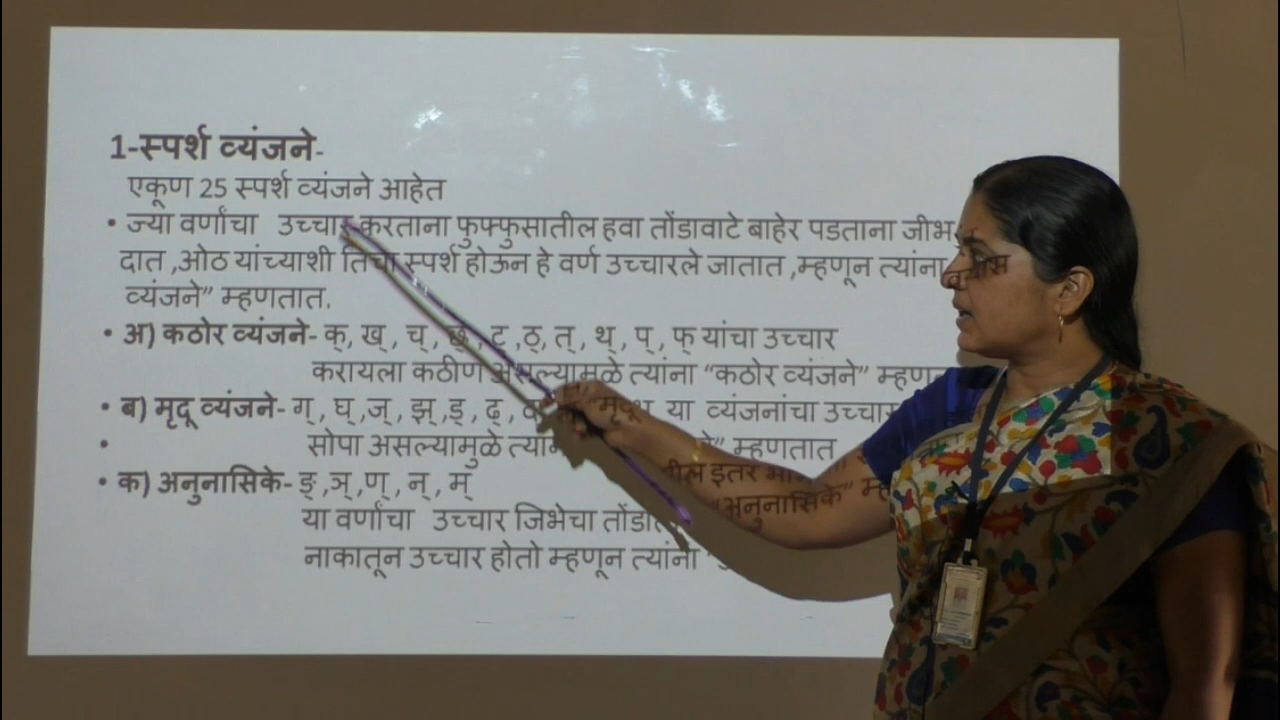 1-स्पर्श व्यंजने-
एकूण 25 स्पर्श व्यंजने आहेत
• ज्या वर्णांचा उच्चार करताना फुफ्फुसातील हवा तोंडावाटे बाहेर पडताना जीभ
दात ,ओठ यांच्याशी तिचा स्पर्श होऊन हे वर्ण उच्चारले जातात ,म्हणून त्यांना
व्यंजने” म्हणतात.
• अ) कठोर व्यंजने- क्, ख् , च् , छ् , ट् ,ठ्, त् , थ् , प् , फ् यांचा उच्चार
करायला कठीण असल्यामुळे त्यांना “कठोर व्यंजने”
• ब) मृदू व्यंजने- ग् , घ् ,ज् , झ् ,ड् , ढ् , या व्यंजनांचा
• सोपा असल्यामुळे म्हणतात
• क) अनुनासिके- ङ् ,ञ् ,ण् , न् , म्
या वर्णांचा उच्चार जिभेचा इतर
नाकातून उच्चार होतो म्हणून त्यांना “अनुनासिके”